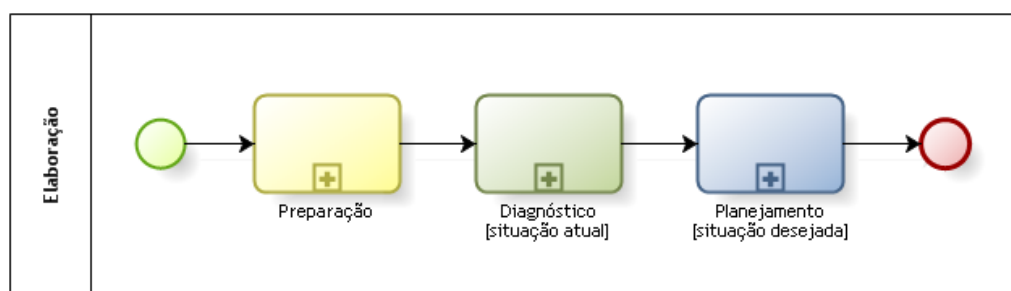 Elaboração
Preparação
Diagnóstico
[situação atual]
Planejamento
[situação desejada]